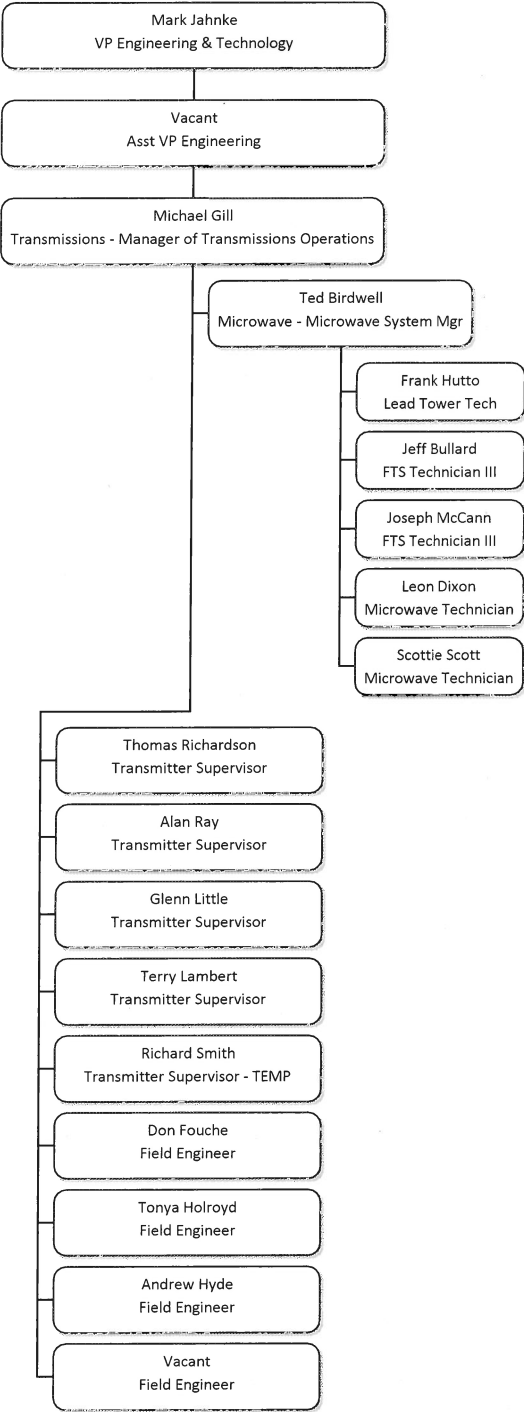 Mark Jahnke
VP Engineering & Technology
Vacant
Asst VP Engineering
Michael Gill
Transmissions - Manager of Transmissions Operations
Ted Birdwell
Microwave - Microwave System Mgr
Frank Hutto
Lead Tower Tech
Jeff Bullard
FTS Technician III
Joseph McCann
FTS Technician III
Leon Dixon
Microwave Technician
Scottie Scott
Microwave Technician
Thomas Richardson
Transmitter Supervisor
Alan Ray
Transmitter Supervisor
Glenn Little
Transmitter Supervisor
Terry Lambert
Transmitter Supervisor
Richard Smith
Transmitter Supervisor - TEMP
Don Fouche
Field Engineer
Tonya Holroyd
Field Engineer
Andrew Hyde
Field Engineer
Vacant
Field Engineer